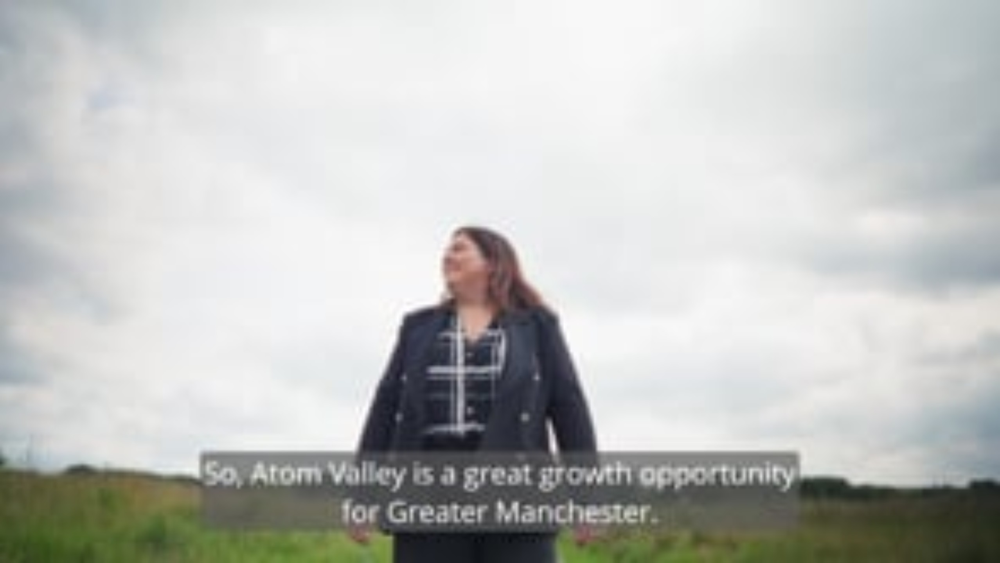 So, Atom Valley is a great growth opportunity
for Greater Manchester.